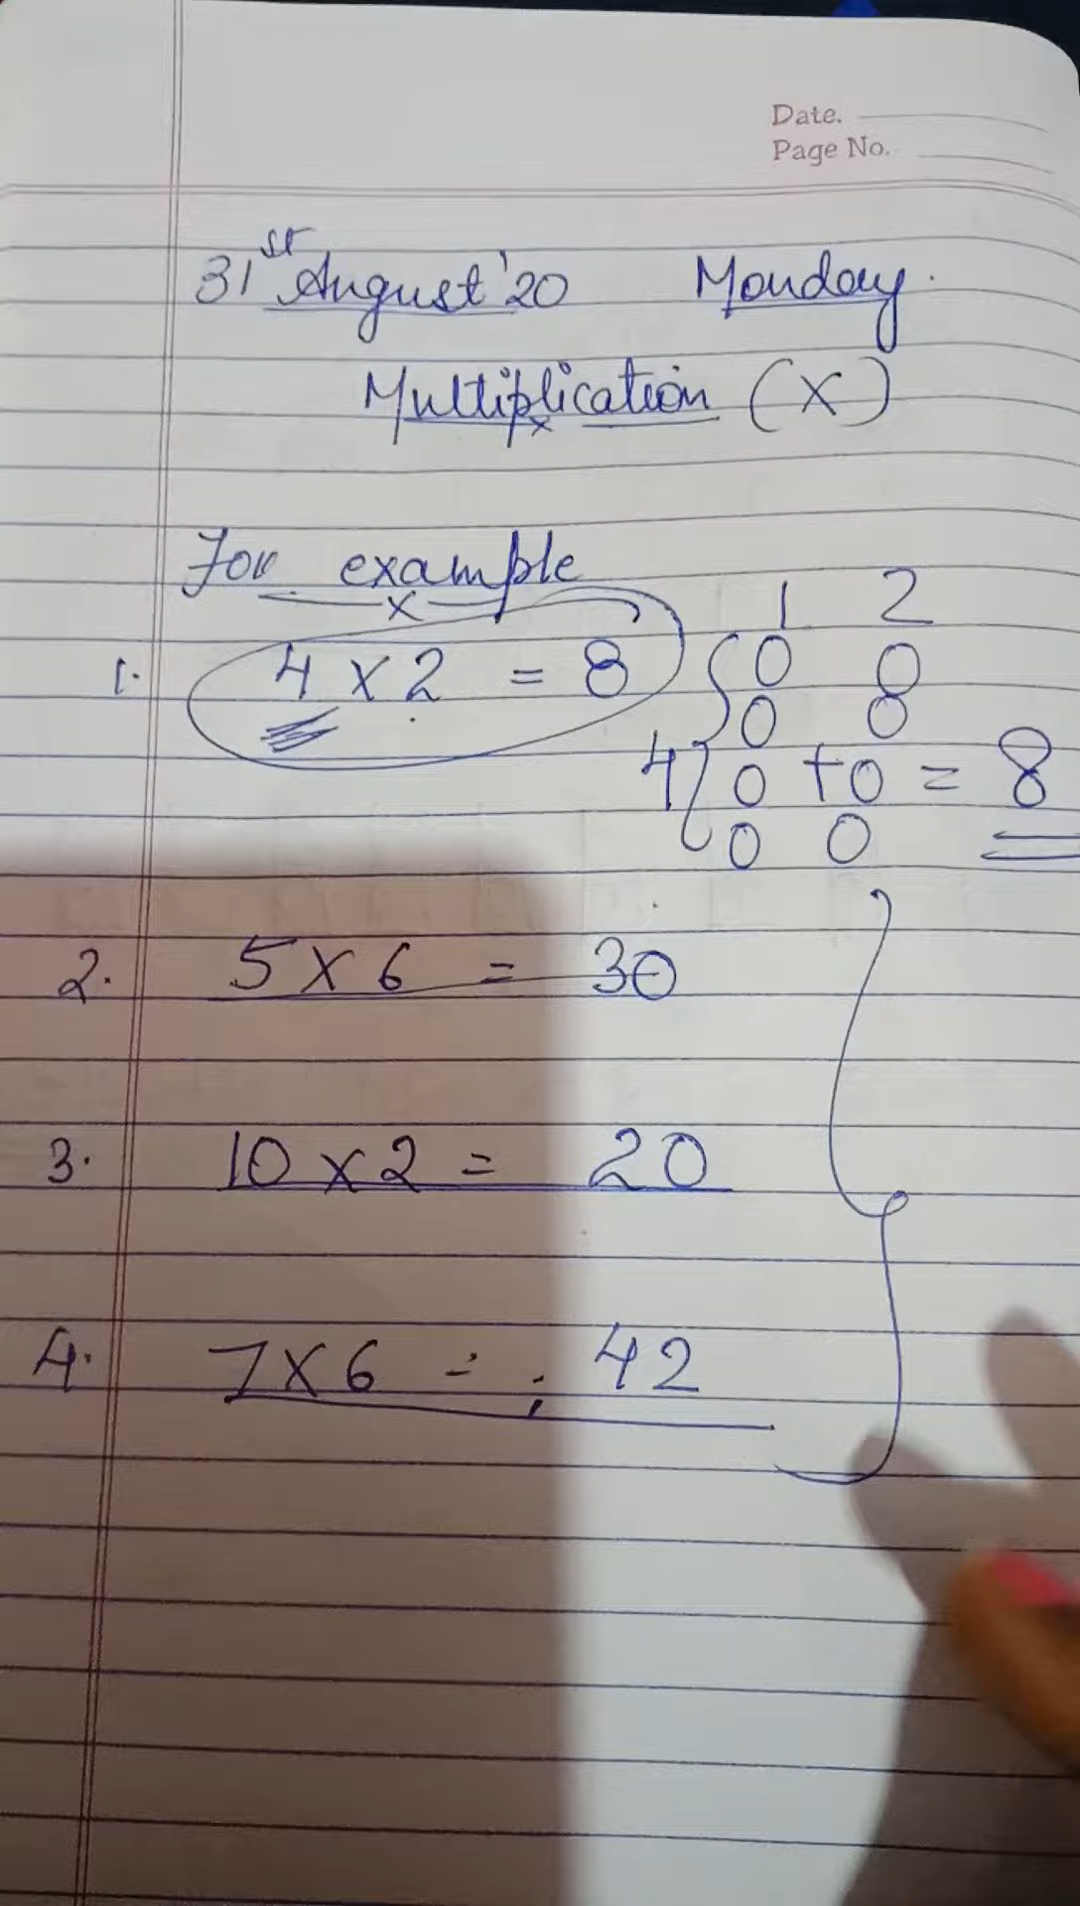 Date.
Page No.
31st August '20 Monday.
Multiplication (X)
For example
1 2
1. 4 X 2 = 8 0 0
0 0
4 0 + 0 = 8
0 0
2. 5 X 6 = 30
3. 10 X 2 = 20
4. 7 X 6 = 42